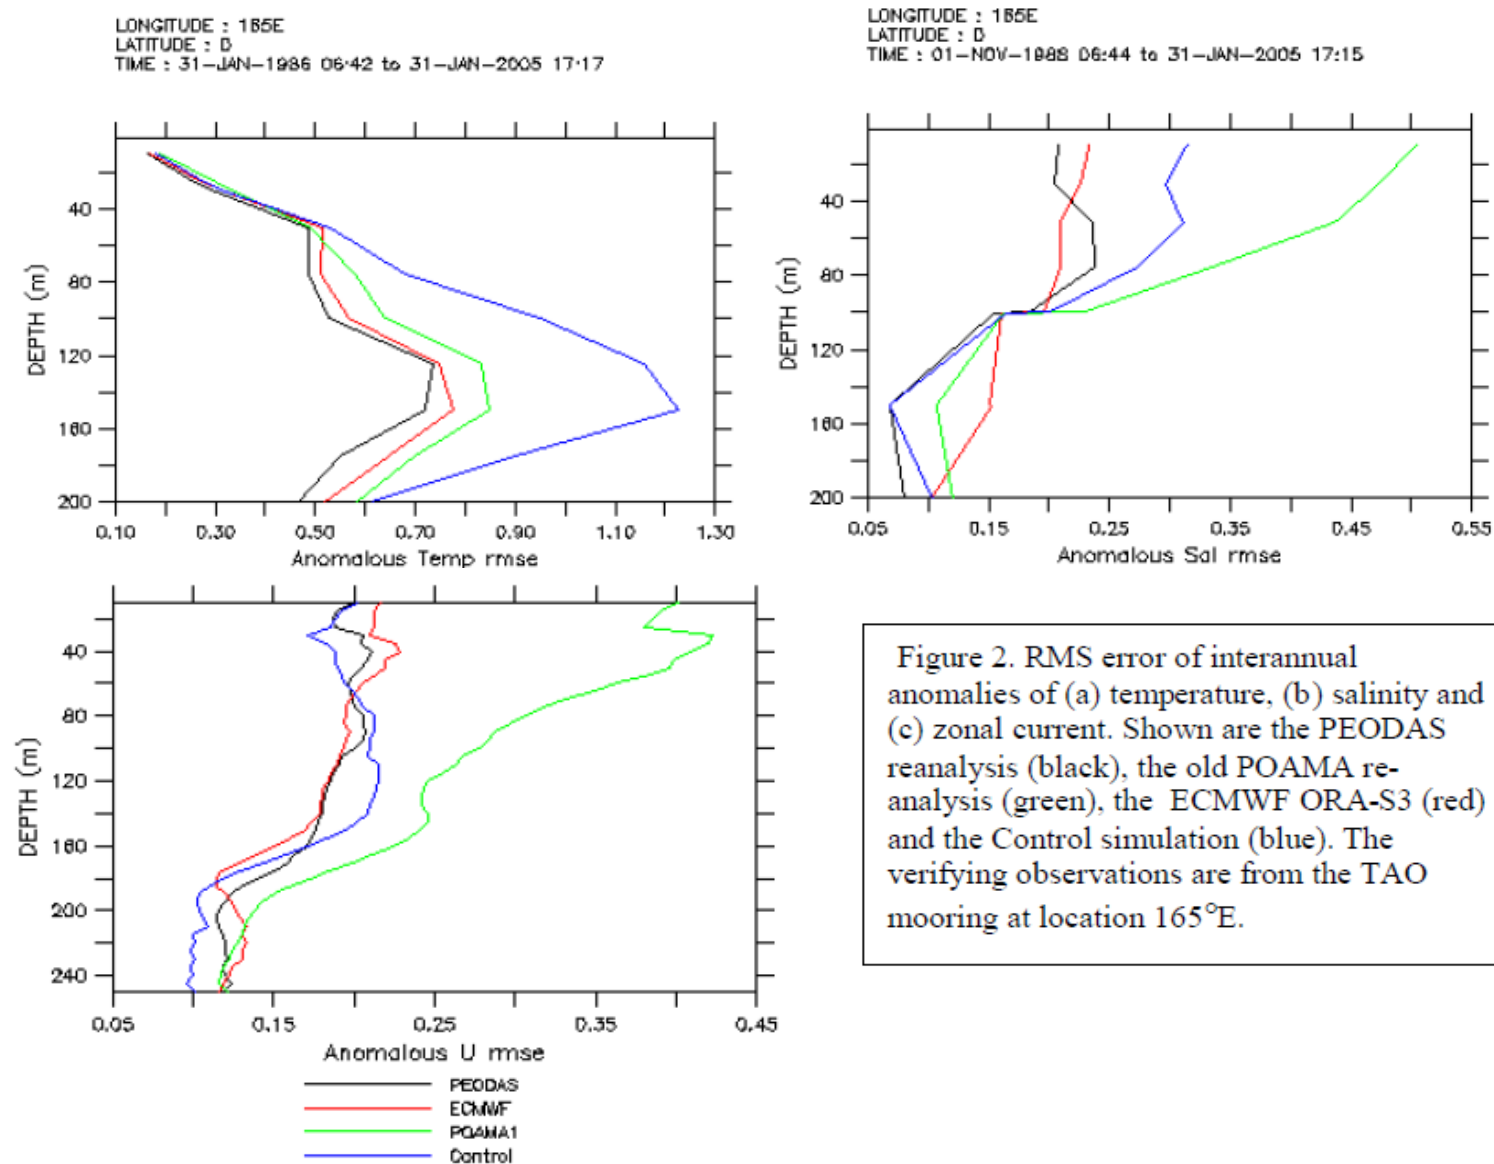 LONGITUDE : 165E
LATITUDE : 0
TIME : 31-JAN-1986 06:42 to 31-JAN-2005 17:17
40
80
120
160
200
DEPTH (m)
0.10 0.30 0.50 0.70 0.90 1.10 1.30
Anomalous Temp rmse
LONGITUDE : 165E
LATITUDE : 0
TIME : 01-NOV-1988 06:44 to 31-JAN-2005 17:15
40
80
120
160
200
DEPTH (m)
0.05 0.15 0.25 0.35 0.45 0.55
Anomalous Sal rmse
40
80
120
160
200
240
DEPTH (m)
0.05 0.15 0.25 0.35 0.45
Anomalous U rmse
PEODAS
ECMWF
POAMA1
Control
Figure 2. RMS error of interannual
anomalies of (a) temperature, (b) salinity and
(c) zonal current. Shown are the PEODAS
reanalysis (black), the old POAMA re-
analysis (green), the ECMWF ORA-S3 (red)
and the Control simulation (blue). The
verifying observations are from the TAO
mooring at location 165°E.